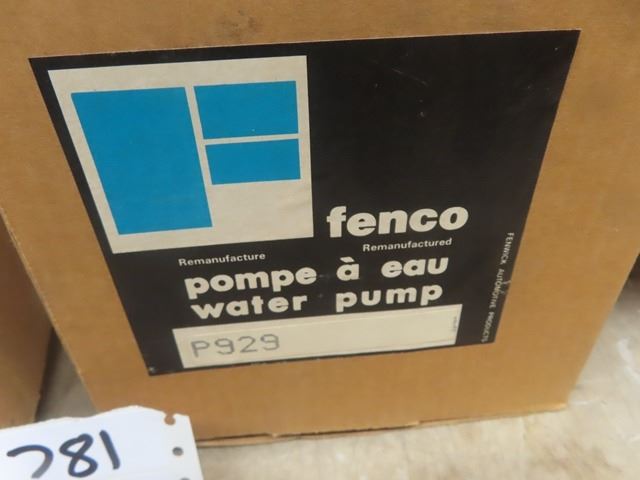 fenco
Remanufacture
Remanufactured
pompe à eau
water pump
P929
FENWICK AUTOMOTIVE PRODUCTS
781